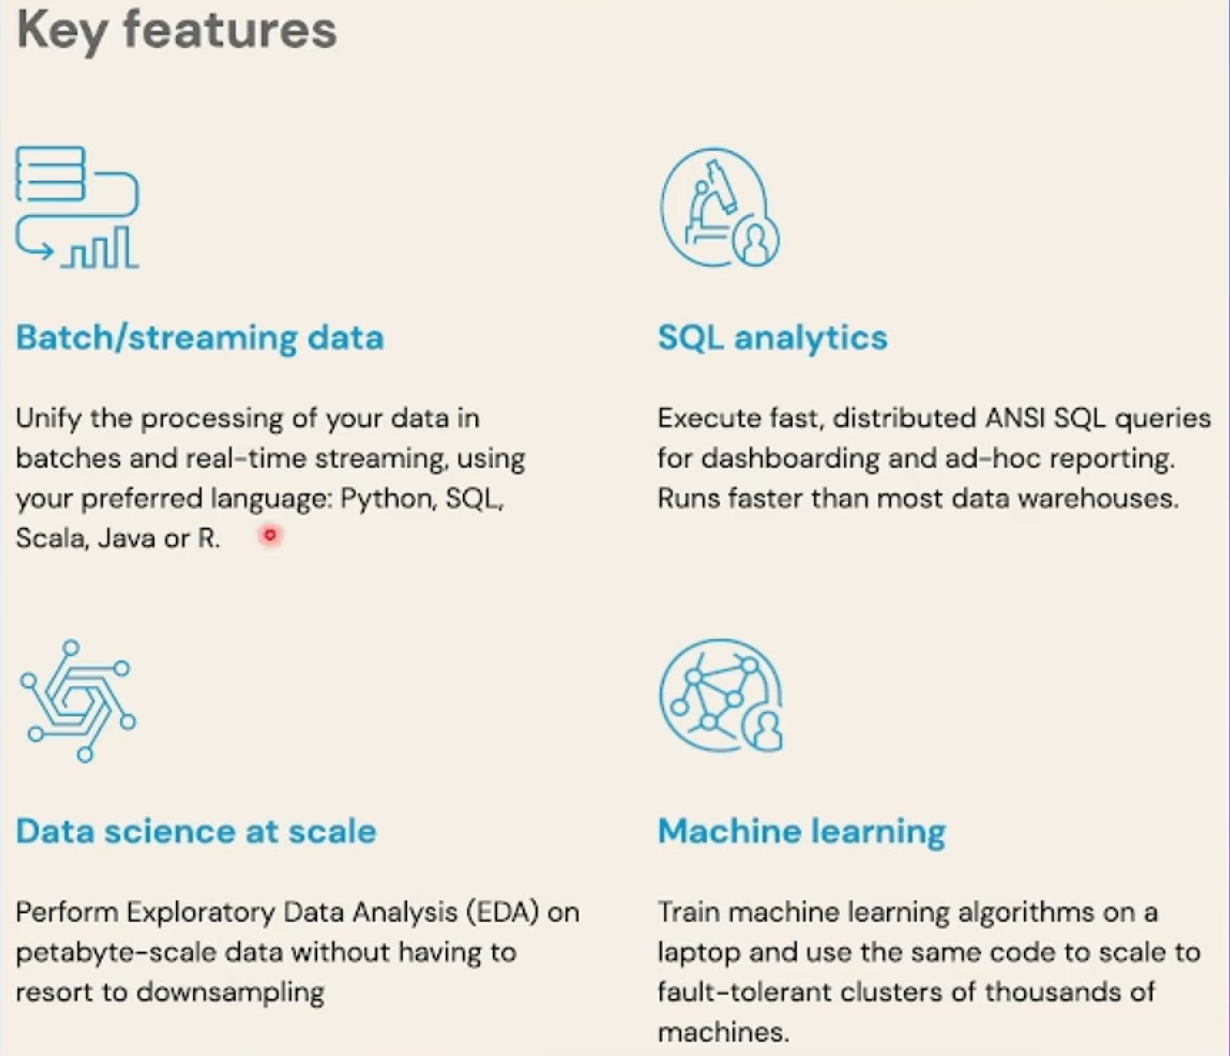 Key features
Batch/streaming data
Unify the processing of your data in
batches and real-time streaming, using
your preferred language: Python, SQL,
Scala, Java or R.
SQL analytics
Execute fast, distributed ANSI SQL queries
for dashboarding and ad-hoc reporting.
Runs faster than most data warehouses.
Data science at scale
Perform Exploratory Data Analysis (EDA) on
petabyte-scale data without having to
resort to downsampling
Machine learning
Train machine learning algorithms on a
laptop and use the same code to scale to
fault-tolerant clusters of thousands of
machines.